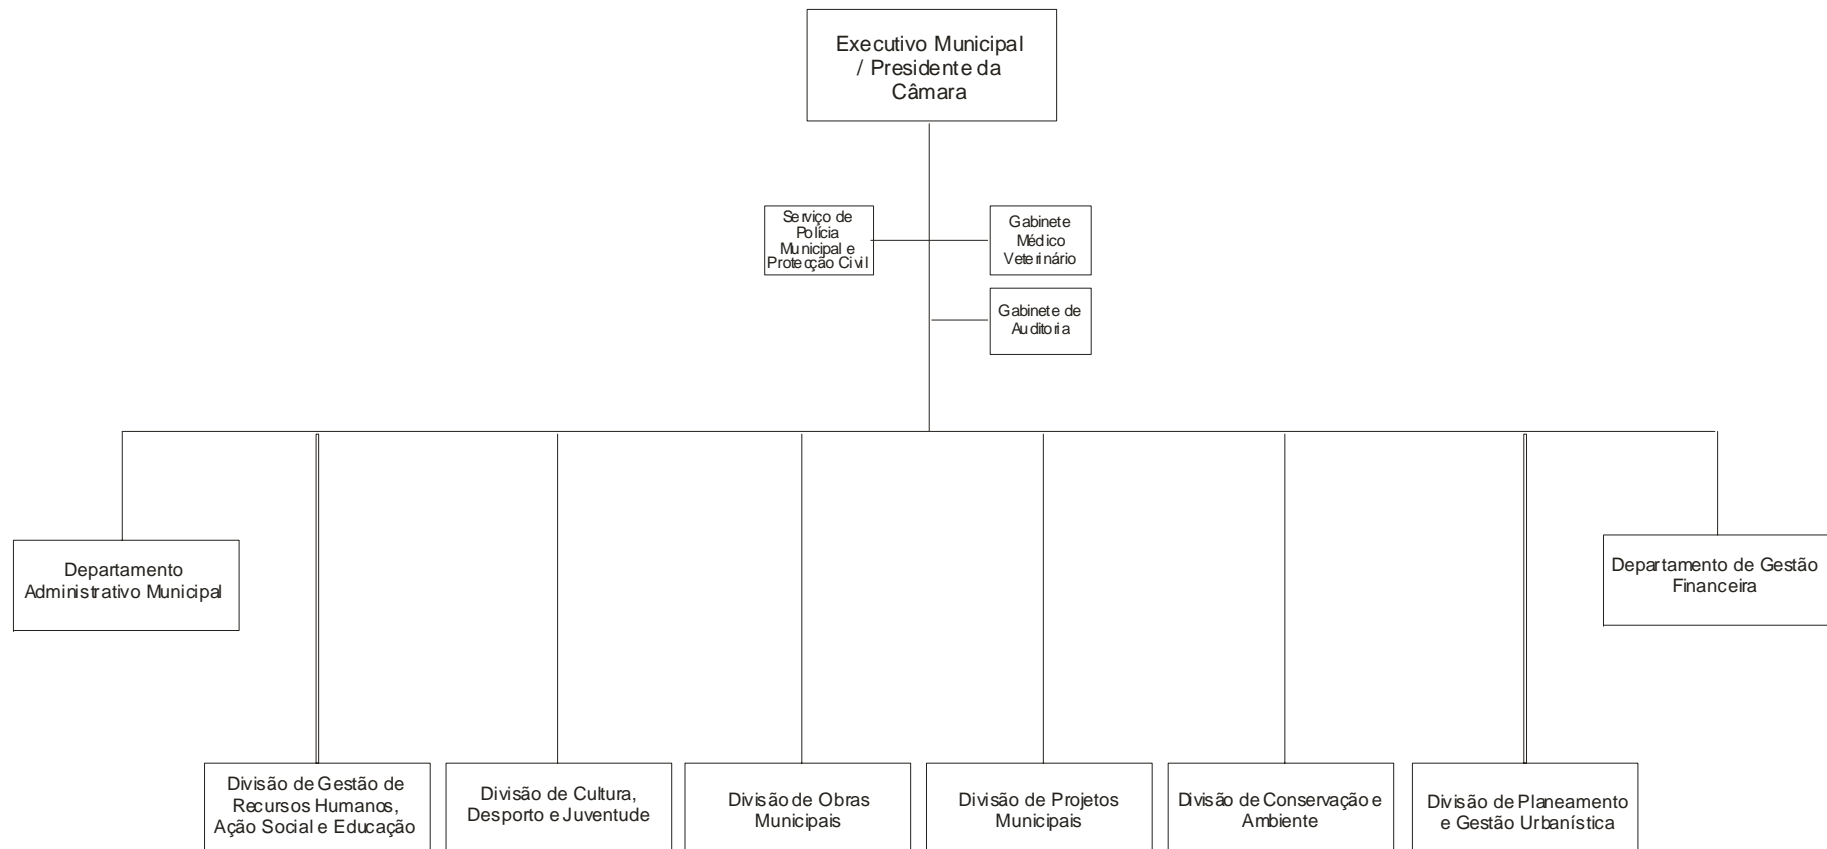 Executivo Municipal
/ Presidente da
Câmara
Serviço de
Polícia
Municipal e
Protecção Civil
Gabinete
Médico
Veterinário
Gabinete de
Auditoria
Departamento
Administrativo Municipal
Departamento de Gestão
Financeira
Divisão de Gestão de
Recursos Humanos,
Ação Social e Educação
Divisão de Cultura,
Desporto e Juventude
Divisão de Obras
Municipais
Divisão de Projetos
Municipais
Divisão de Conservação e
Ambiente
Divisão de Planeamento
e Gestão Urbanística